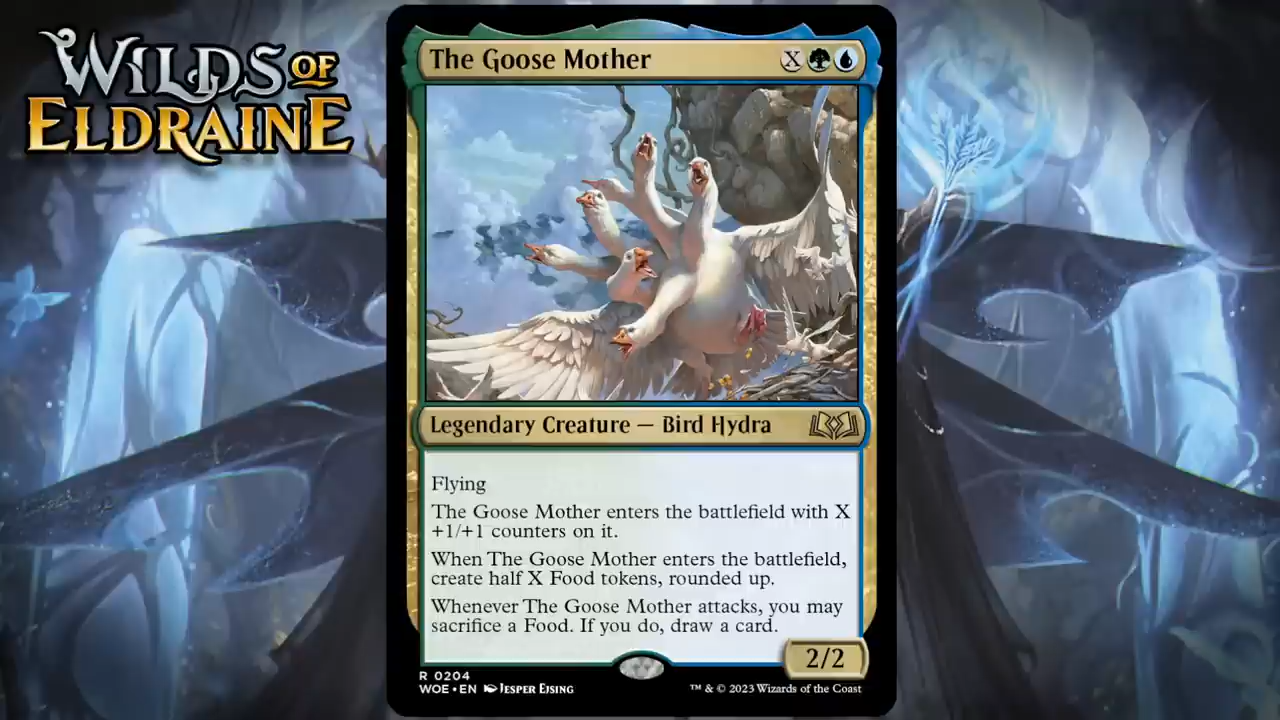 WILDS OF
ELDRAINE
The Goose Mother X
Legendary Creature — Bird Hydra
Flying
The Goose Mother enters the battlefield with X
+1/+1 counters on it.
When The Goose Mother enters the battlefield,
create half X Food tokens, rounded up.
Whenever The Goose Mother attacks, you may
sacrifice a Food. If you do, draw a card.
2/2
R 0204
WOE • EN JESPER EJSING
™ & © 2023 Wizards of the Coast